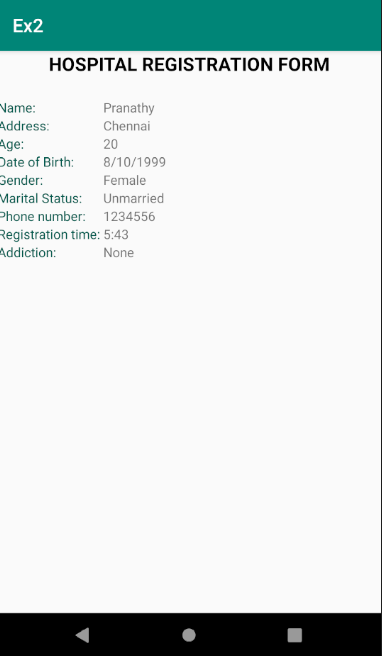 Ex2
HOSPITAL REGISTRATION FORM
Name: Pranathy
Address: Chennai
Age: 20
Date of Birth: 8/10/1999
Gender: Female
Marital Status: Unmarried
Phone number: 1234556
Registration time: 5:43
Addiction: None